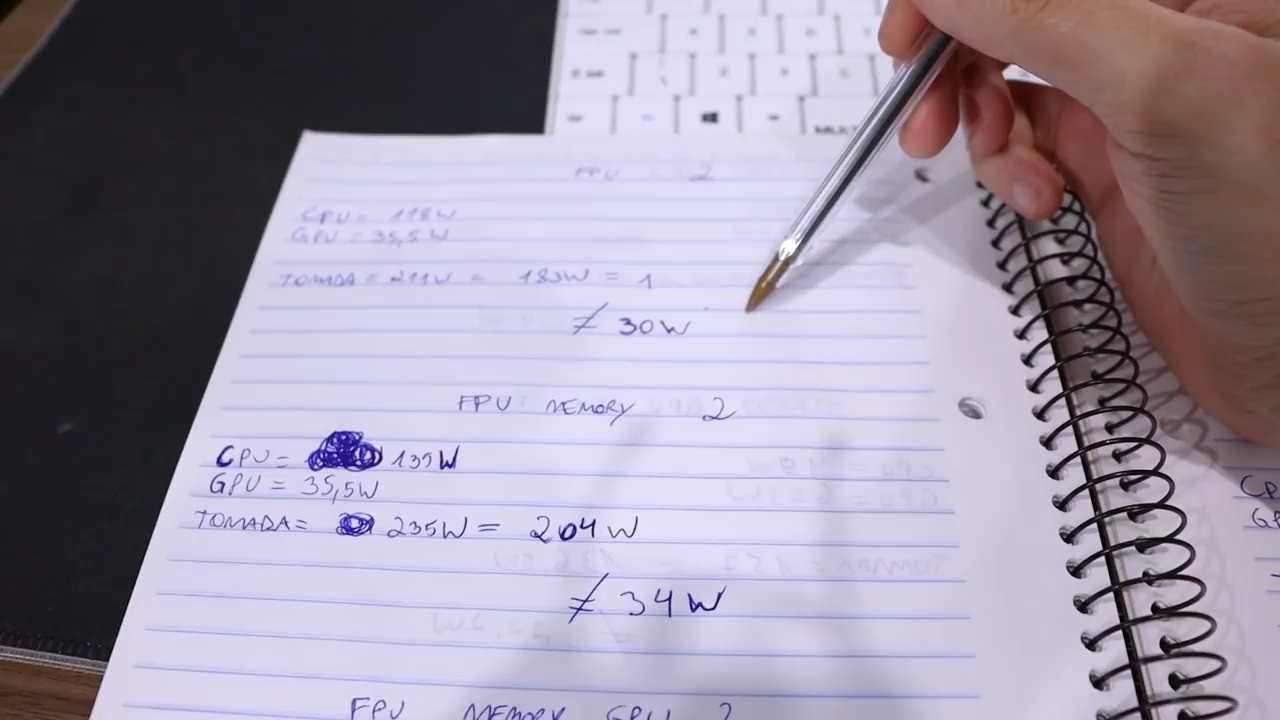 FPU 2
CPU = 118W
GPU = 35,5W
TOMADA = 211W = 183W = 1
≠ 30W
FPU MEMORY 2
CPU = 135W
GPU = 35,5W
TOMADA = 235W = 204W
≠ 34W
FPU MEMORY GPU 2